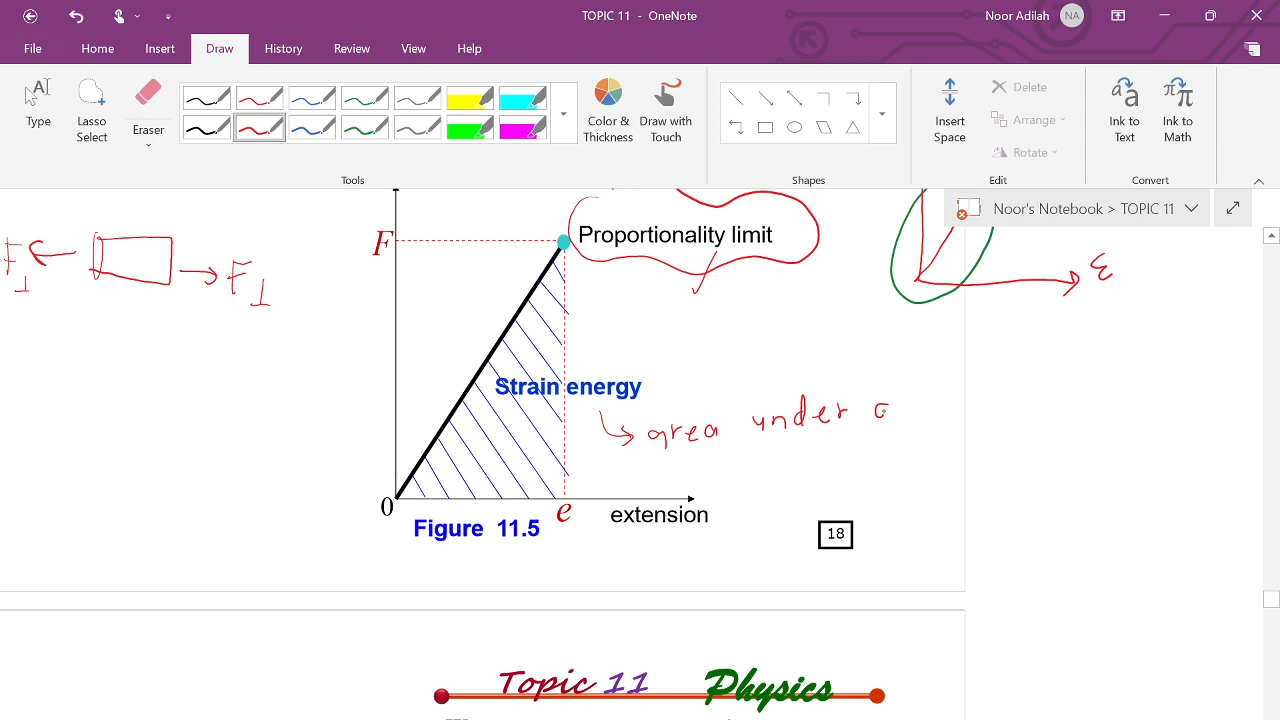 TOPIC 11 - OneNote
Noor Adilah NA
File Home Insert Draw History Review View Help
Type
Lasso Select
Eraser
Color & Thickness
Draw with Touch
Insert Space
Delete
Arrange
Rotate
Ink to Text
Ink to Math
Tools
Shapes
Edit
Convert
Noor's Notebook > TOPIC 11
F⊥
F⊥
F
Proportionality limit
ε
Strain energy
area under
0
e
extension
Figure 11.5
18
Topic 11 Physics